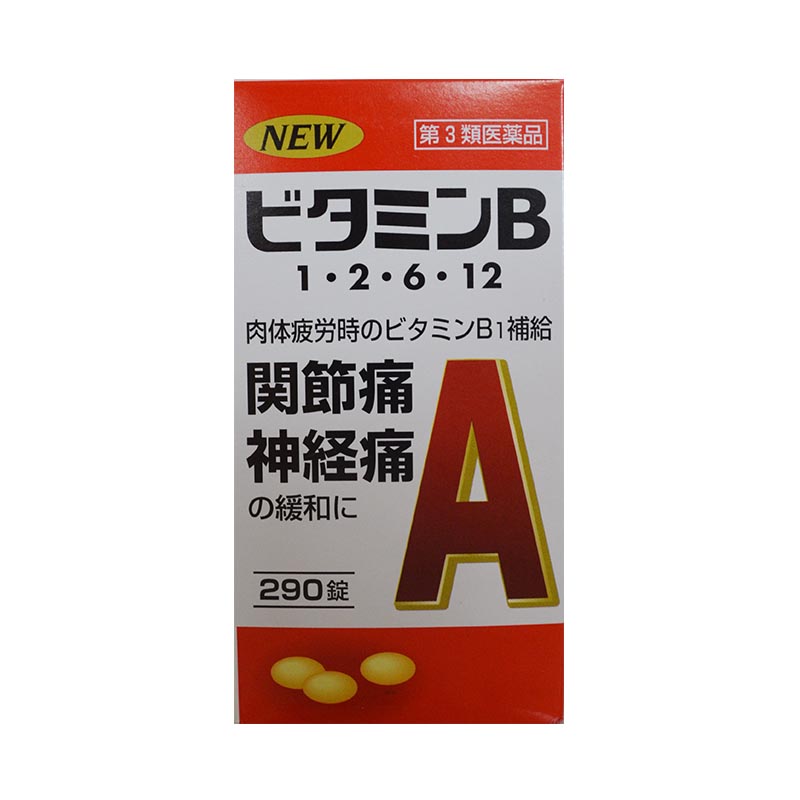 NEW
第3類医薬品
ビタミンB
1・2・6・12
肉体疲労時のビタミンB1補給
関節痛
神経痛
の緩和に
A
290錠